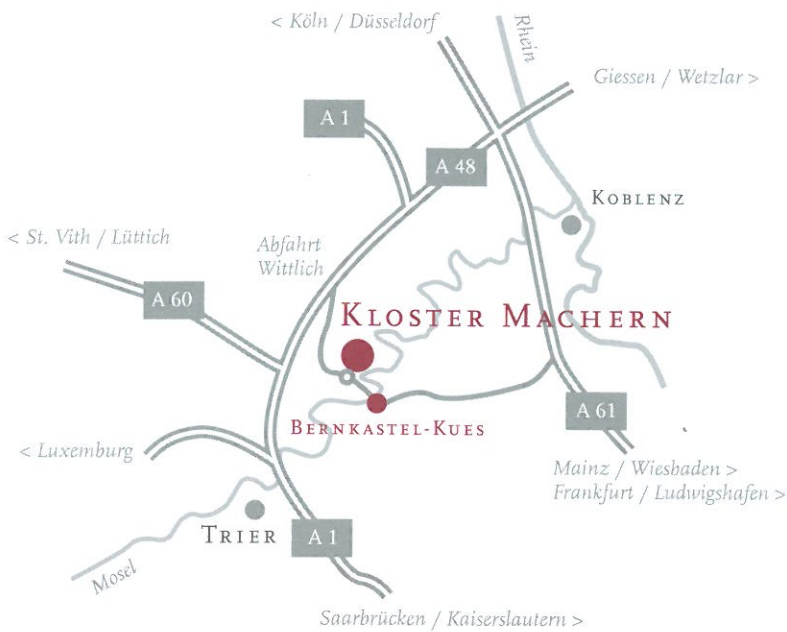 < Köln / Düsseldorf
Rhein
Giessen / Wetzlar >
A 1
A 48
KOBLENZ
< St. Vith / Lüttich
Abfahrt
Wittlich
A 60
KLOSTER MACHERN
A 61
BERNKASTEL-KUES
< Luxemburg
Mainz / Wiesbaden >
Frankfurt / Ludwigshafen >
TRIER
A 1
Mosel
Saarbrücken / Kaiserslautern >